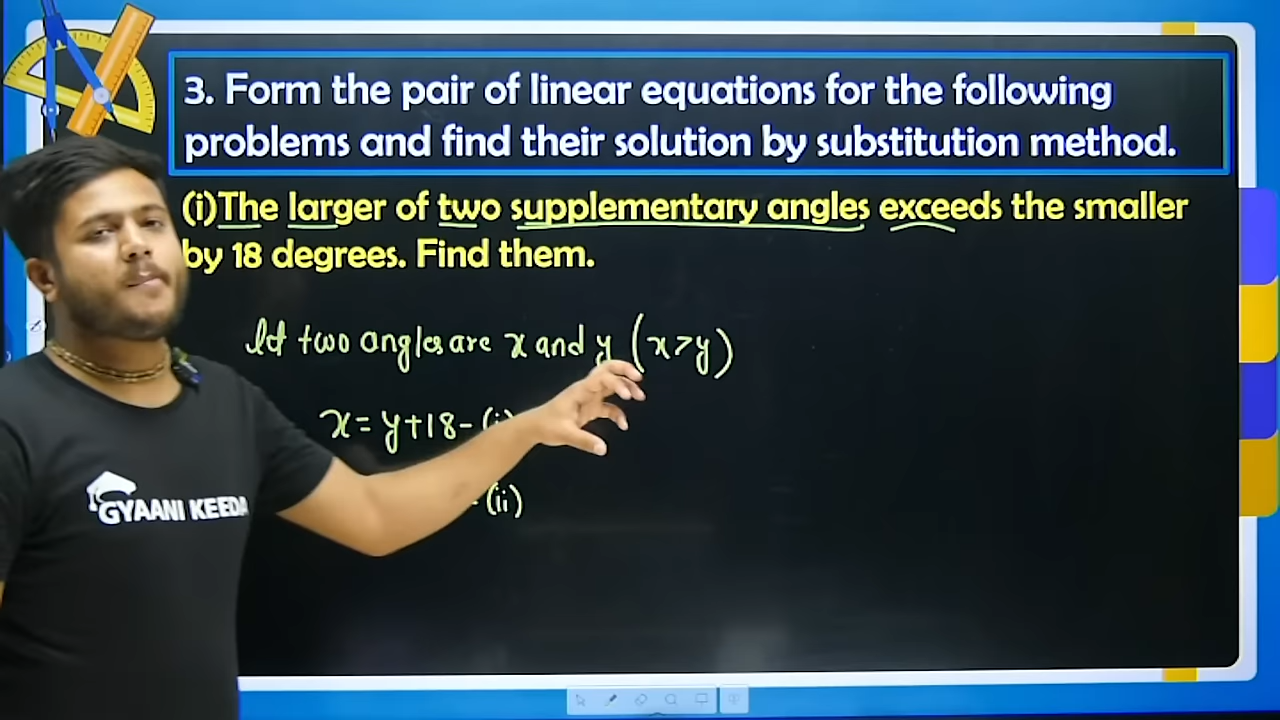 3. Form the pair of linear equations for the following
problems and find their solution by substitution method.
(i)The larger of two supplementary angles exceeds the smaller
by 18 degrees. Find them.
let two angles are x and y (x>y)
x = y+18 - (i)
- (ii)
GYAANI KEEDA